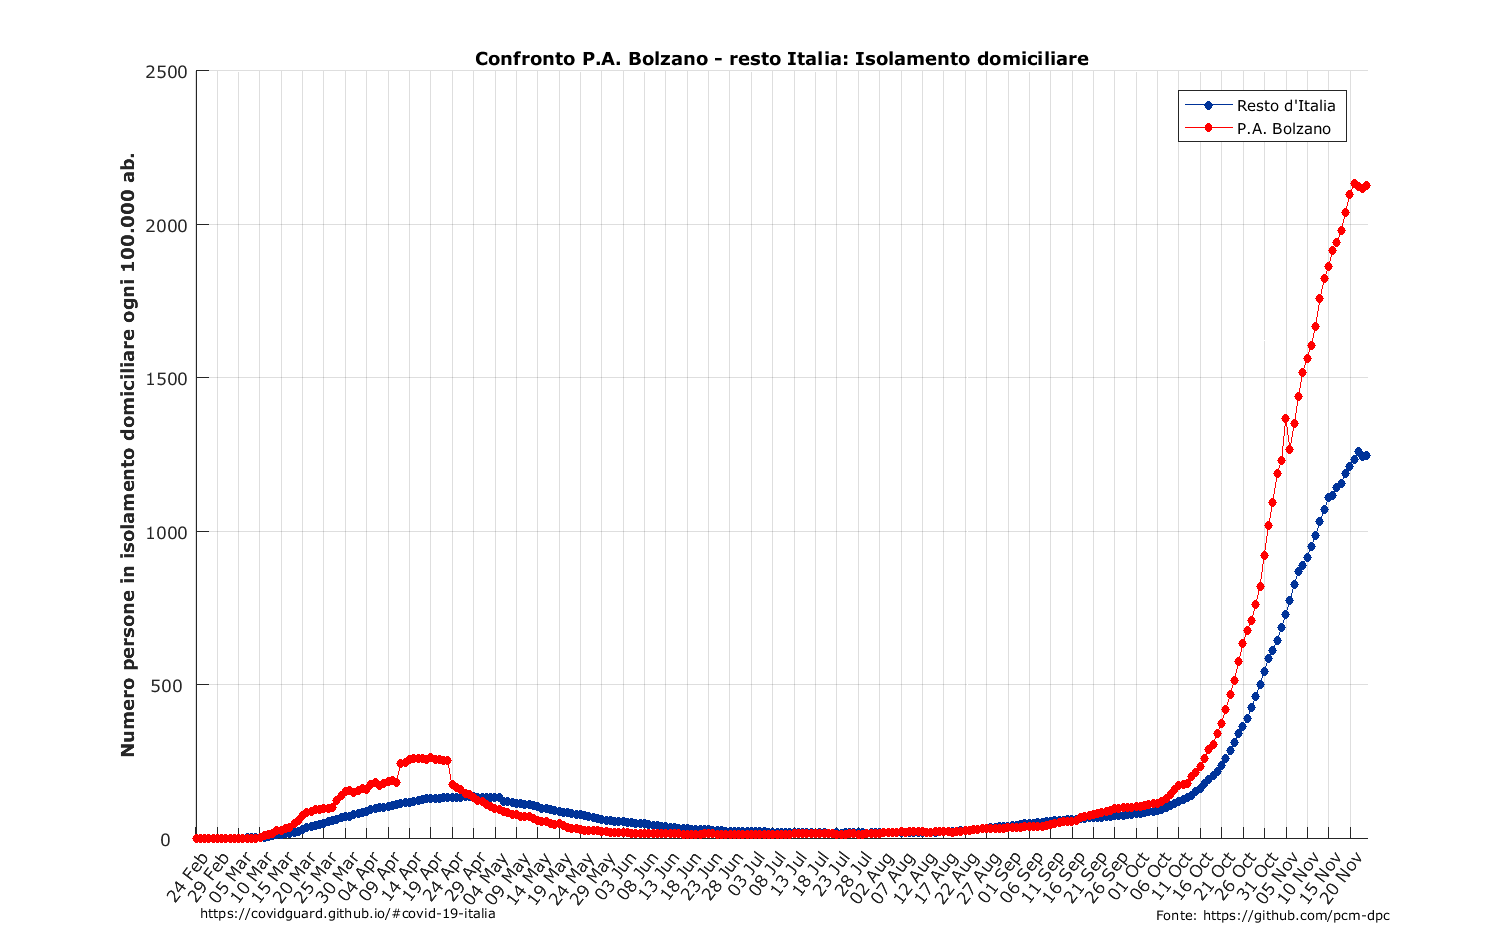 Confronto P.A. Bolzano - resto Italia: Isolamento domiciliare
Resto d'Italia
P.A. Bolzano
Numero persone in isolamento domiciliare ogni 100.000 ab.
2500
2000
1500
1000
500
0
24 Feb
29 Feb
05 Mar
10 Mar
15 Mar
20 Mar
25 Mar
30 Mar
04 Apr
09 Apr
14 Apr
19 Apr
24 Apr
29 Apr
04 May
09 May
14 May
19 May
24 May
29 May
03 Jun
08 Jun
13 Jun
18 Jun
23 Jun
28 Jun
03 Jul
08 Jul
13 Jul
18 Jul
23 Jul
28 Jul
02 Aug
07 Aug
12 Aug
17 Aug
22 Aug
27 Aug
01 Sep
06 Sep
11 Sep
16 Sep
21 Sep
26 Sep
01 Oct
06 Oct
11 Oct
16 Oct
21 Oct
26 Oct
31 Oct
05 Nov
10 Nov
15 Nov
20 Nov
https://covidguard.github.io/#covid-19-italia
Fonte: https://github.com/pcm-dpc